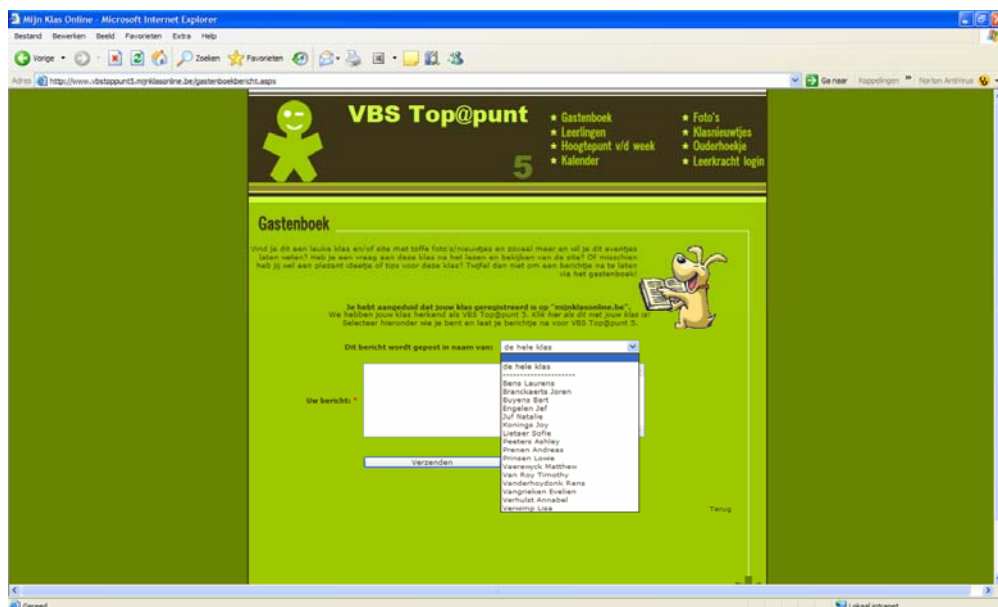 Mijn Klas Online - Microsoft Internet Explorer
Bestand Bewerken Beeld Favorieten Extra Help
Vorige Zoeken Favorieten
Adres http://www.vbstoppunt5.mijnklasonline.be/gastenboekbericht.aspx Ga naar Koppelingen » Norton AntiVirus
VBS Top@punt
5
★ Gastenboek
★ Leerlingen
★ Hoogtepunt v/d week
★ Kalender
★ Foto's
★ Klasnieuwtjes
★ Ouderhoekje
★ Leerkracht login
Gastenboek
Vind je dit een leuke klas en/of site met toffe foto's/nieuwtjes en zoveel meer en wil je dit eventjes
laten weten? Heb je een vraag aan deze klas na het lezen en bekijken van de site? Of misschien
heb jij wel een plezant ideetje of tips voor deze klas? Twijfel dan niet om een berichtje na te laten
via het gastenboek!
Je hebt aangeduid dat jouw klas geregistreerd is op "mijnklasonline.be".
We hebben jouw klas herkend als VBS Top@punt 5. Klik hier als dit niet jouw klas is!
Selecteer hieronder wie je bent en laat je berichtje na voor VBS Top@punt 5.
Dit bericht wordt gepost in naam van: de hele klas
de hele klas
--------------------
Bens Laurens
Branckaerts Joren
Buyens Bart
Engelen Jef
Juf Natalie
Konings Joy
Lietaer Sofie
Peeters Ashley
Prenen Andreas
Prinsen Lowie
Vaerewyck Matthew
Van Roy Timothy
Vanderhoydonk Rens
Vangrieken Evelien
Verhulst Annabel
Verwimp Lisa
Uw bericht: *
Verzenden
Terug
Gereed Lokaal intranet